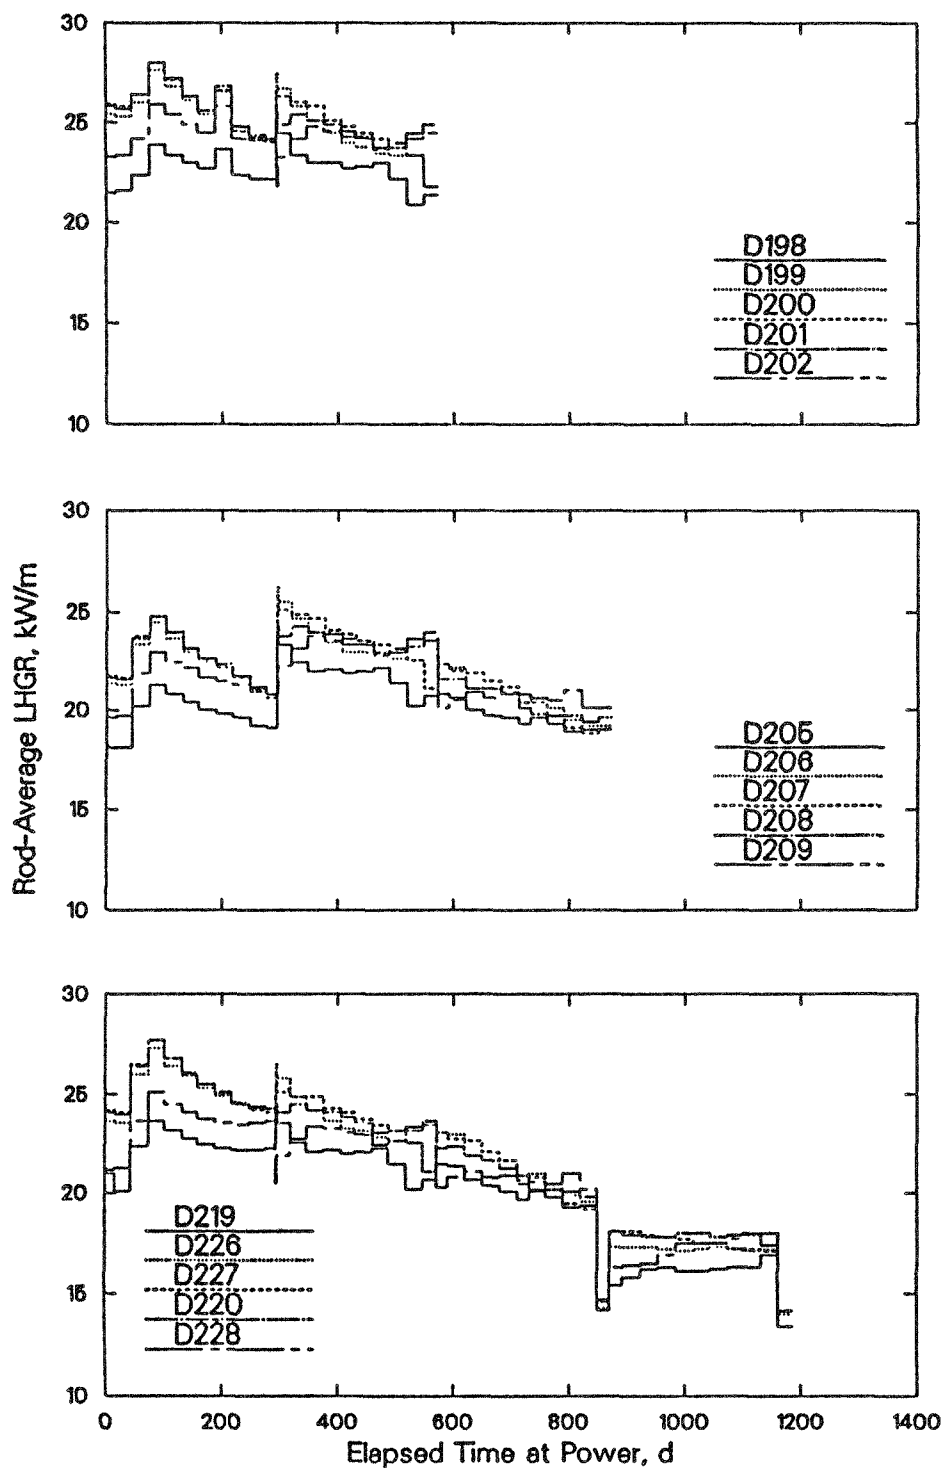 30
25
20
15
10
D198
D199
D200
D201
D202
Rod-Average LHGR, kW/m
30
25
20
15
10
D205
D206
D207
D208
D209
30
25
20
15
10
D219
D226
D227
D220
D228
0 200 400 600 800 1000 1200 1400
Elapsed Time at Power, d